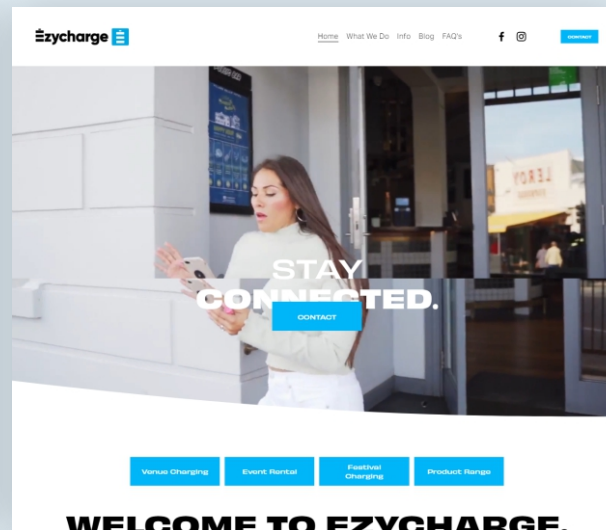 Ezycharge
Home What We Do Info Blog FAQ's
CONTACT
STAY
CONNECTED.
CONTACT
Venue Charging
Event Rental
Festival
Charging
Product Range
WELCOME TO EZYCHARGE.